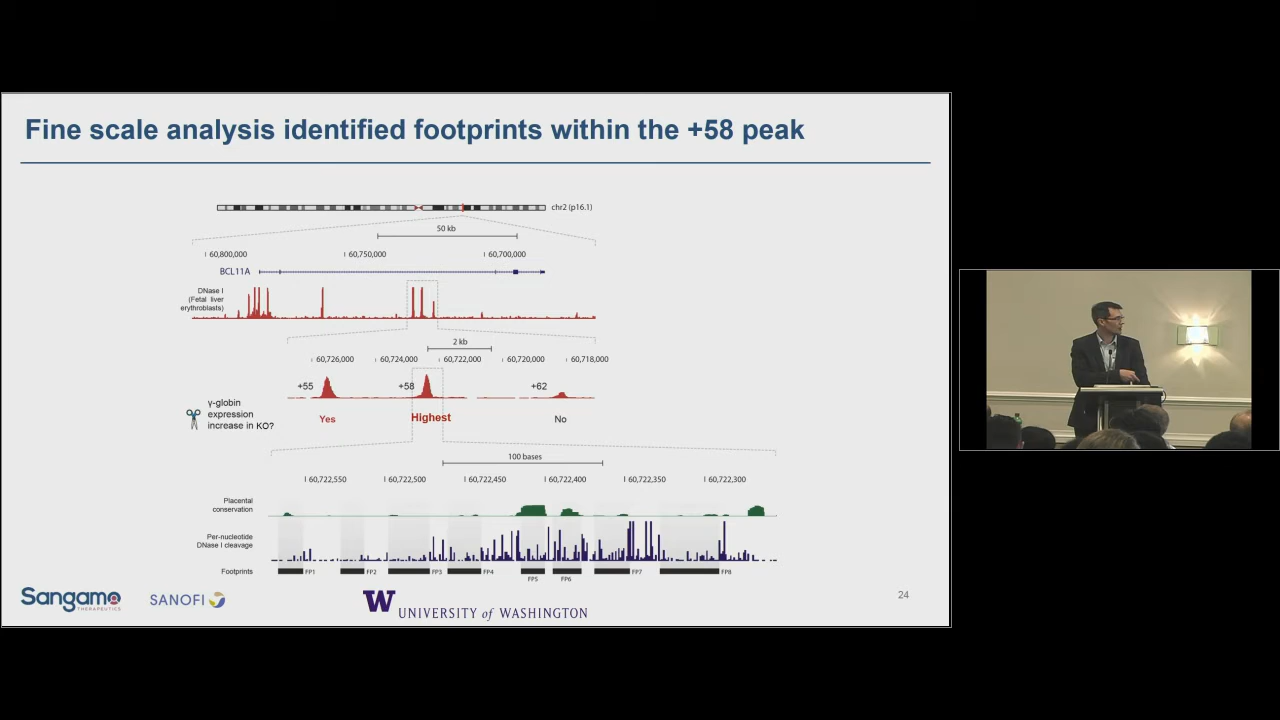 Fine scale analysis identified footprints within the +58 peak
chr2 (p16.1)
50 kb
60,800,000 60,750,000 60,700,000
BCL11A
DNase I
(Fetal liver
erythroblasts)
2 kb
60,726,000 60,724,000 60,722,000 60,720,000 60,718,000
+55 +58 +62
γ-globin
expression
increase in KO?
Yes Highest No
100 bases
60,722,550 60,722,500 60,722,450 60,722,400 60,722,350 60,722,300
Placental
conservation
Per-nucleotide
DNase I cleavage
Footprints FP1 FP2 FP3 FP4 FP5 FP6 FP7 FP8
Sangamo
THERAPEUTICS
SANOFI
W UNIVERSITY of WASHINGTON
24